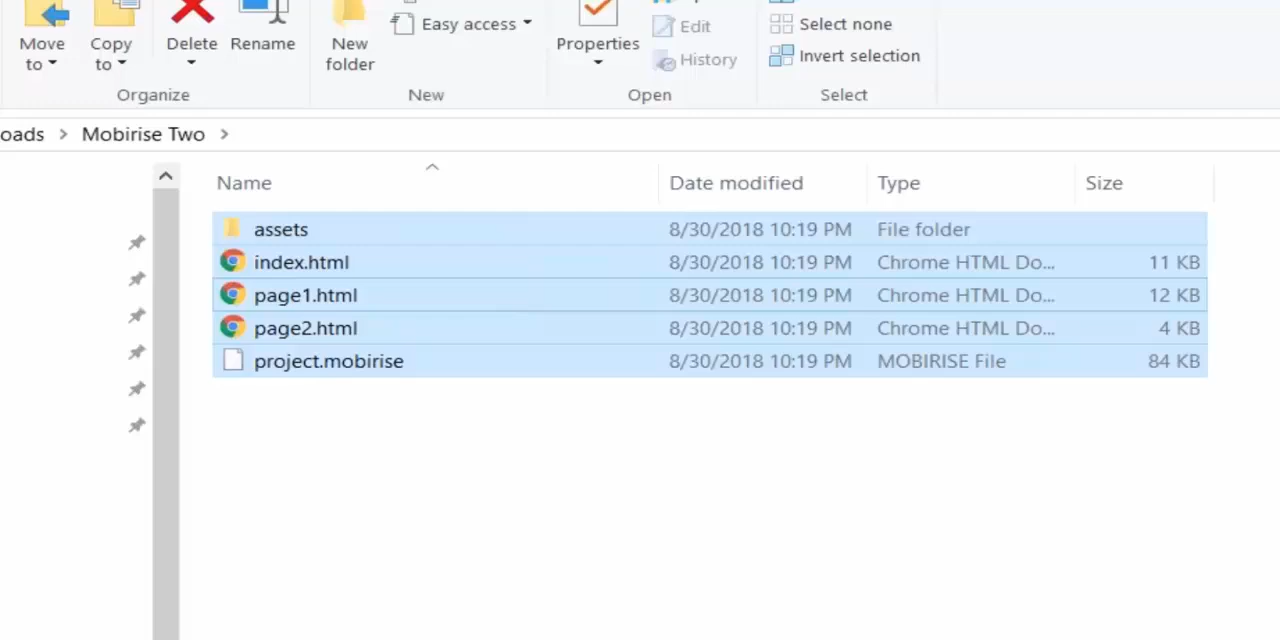 Easy access
Edit
Select none
Move
to
Copy
to
Delete
Rename
New
folder
Properties
History
Invert selection
Organize
New
Open
Select
oads > Mobirise Two >
Name Date modified Type Size
assets 8/30/2018 10:19 PM File folder
index.html 8/30/2018 10:19 PM Chrome HTML Do... 11 KB
page1.html 8/30/2018 10:19 PM Chrome HTML Do... 12 KB
page2.html 8/30/2018 10:19 PM Chrome HTML Do... 4 KB
project.mobirise 8/30/2018 10:19 PM MOBIRISE File 84 KB